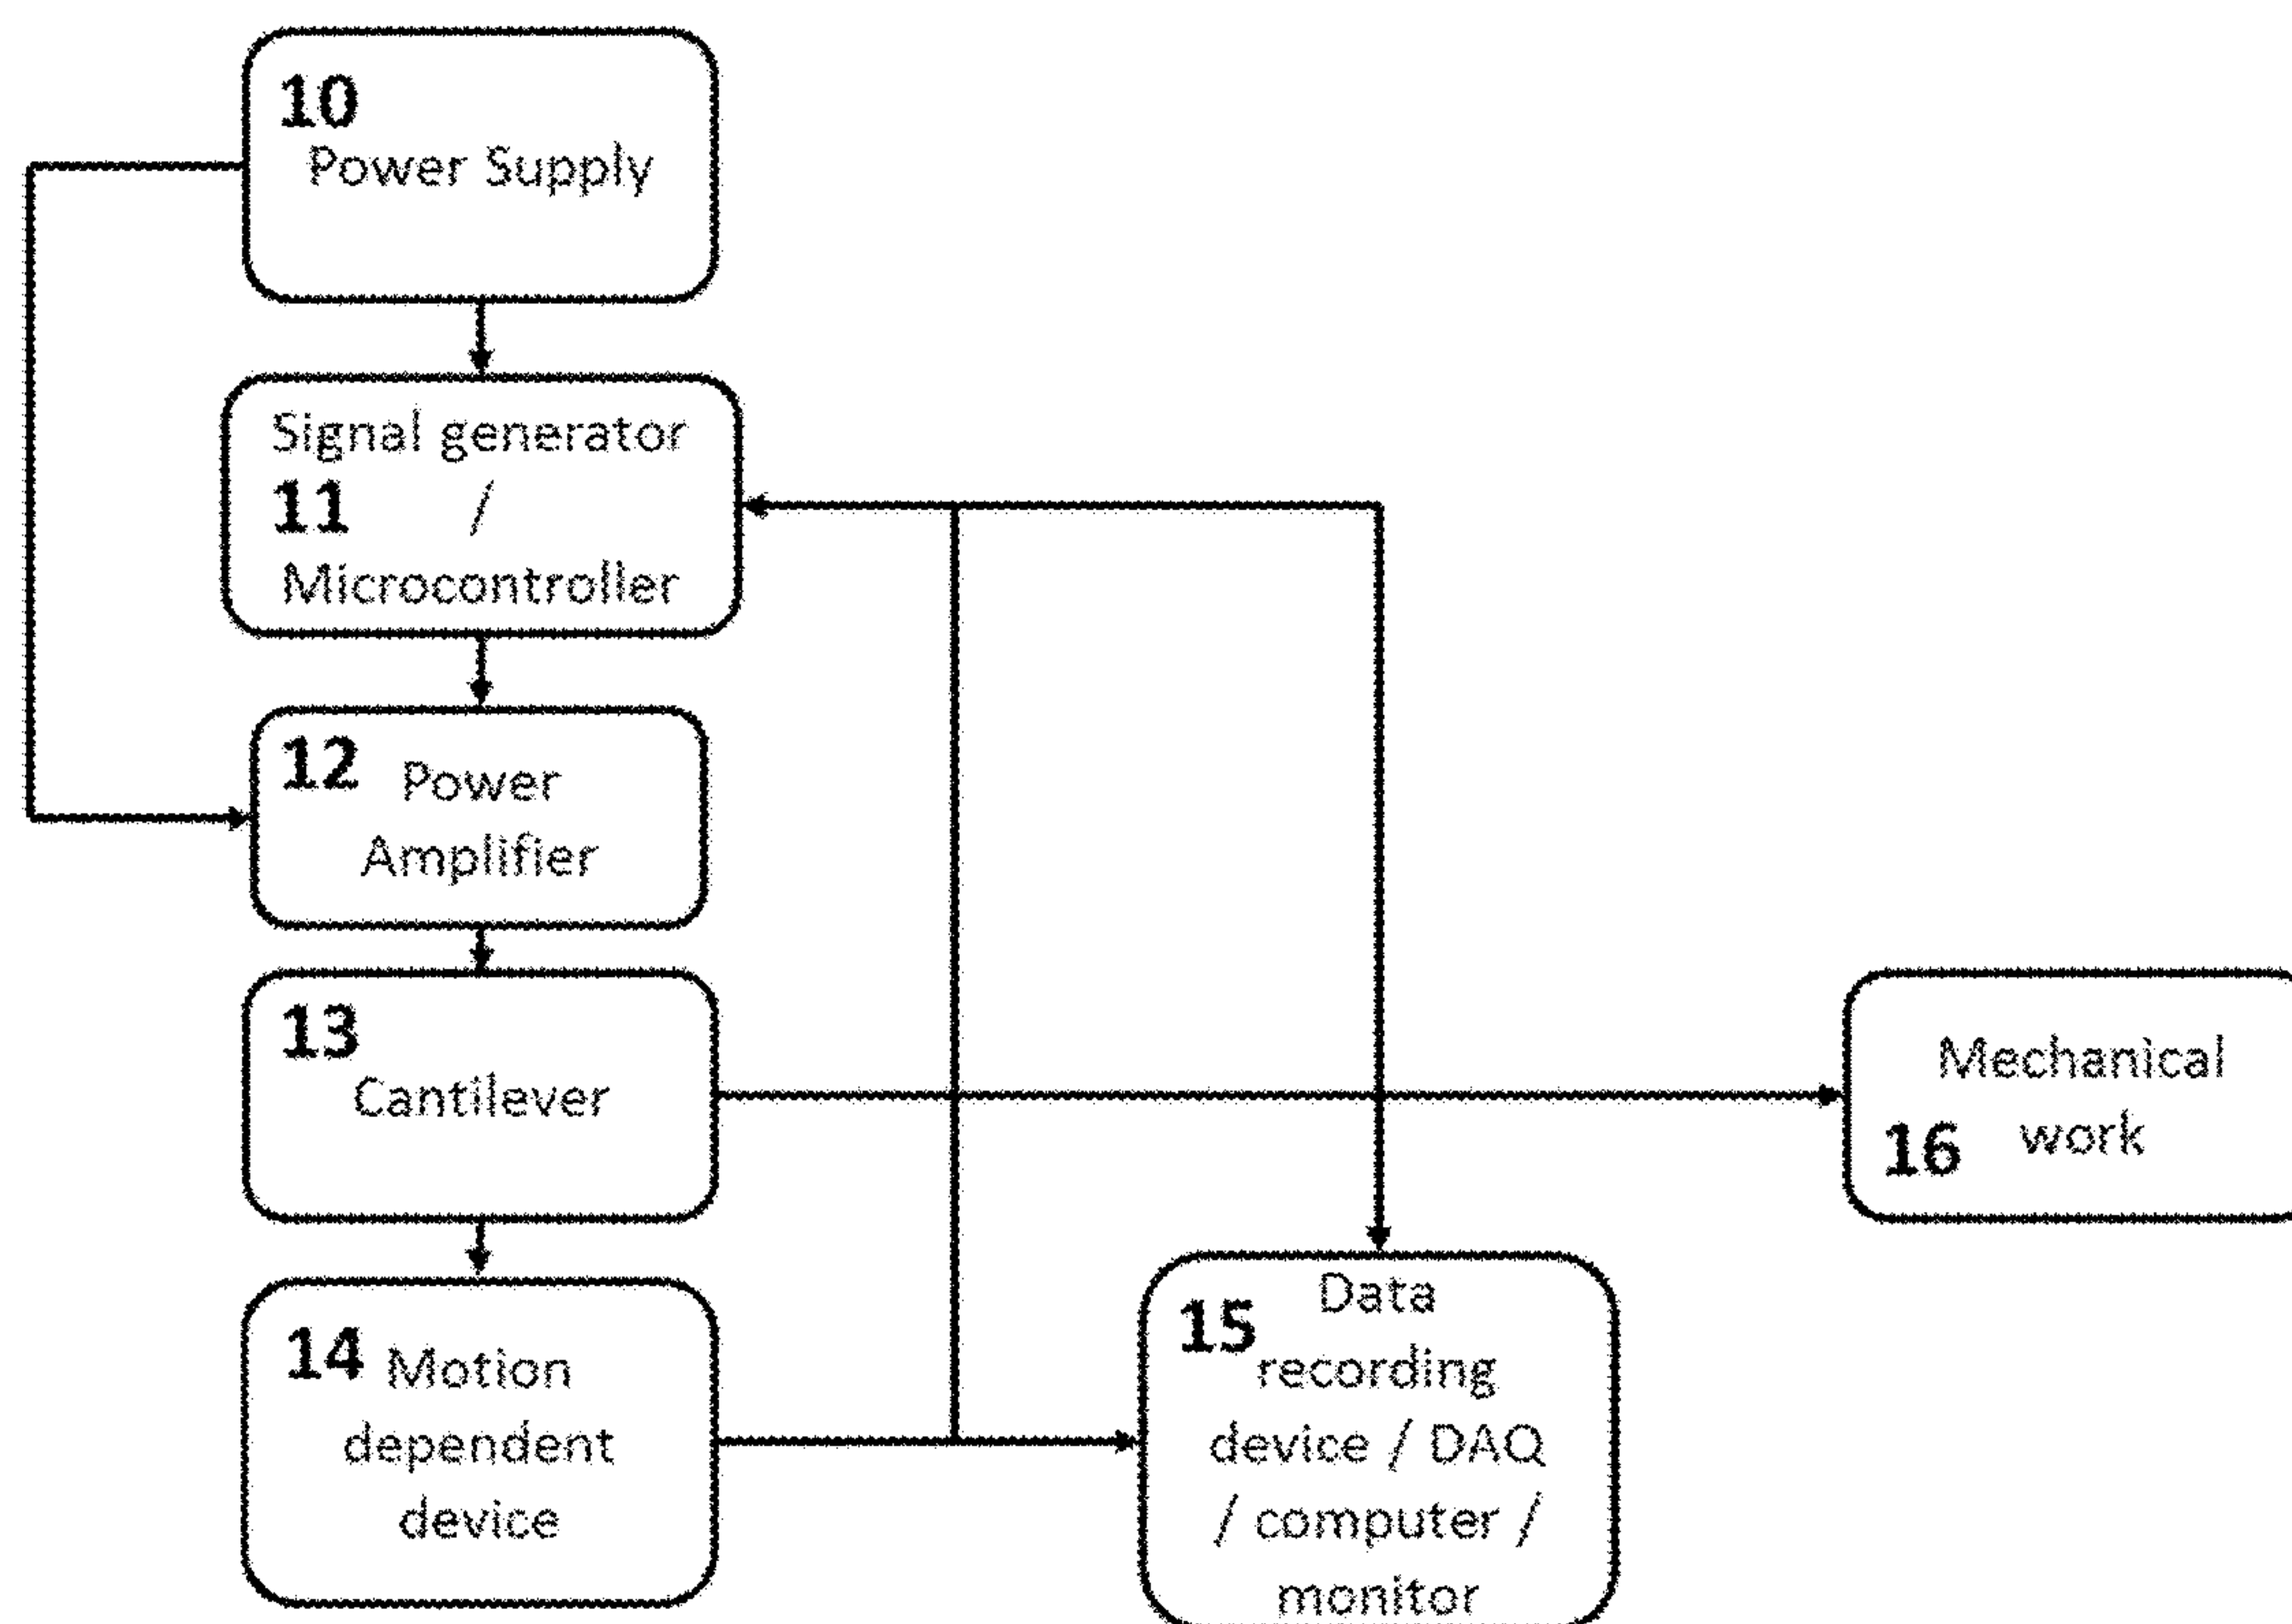 10
Power Supply
Signal generator
11 /
Microcontroller
12 Power
Amplifier
13
Cantilever
14 Motion
dependent
device
Mechanical
16 work
15 Data
recording
device / DAQ
/ computer /
monitor